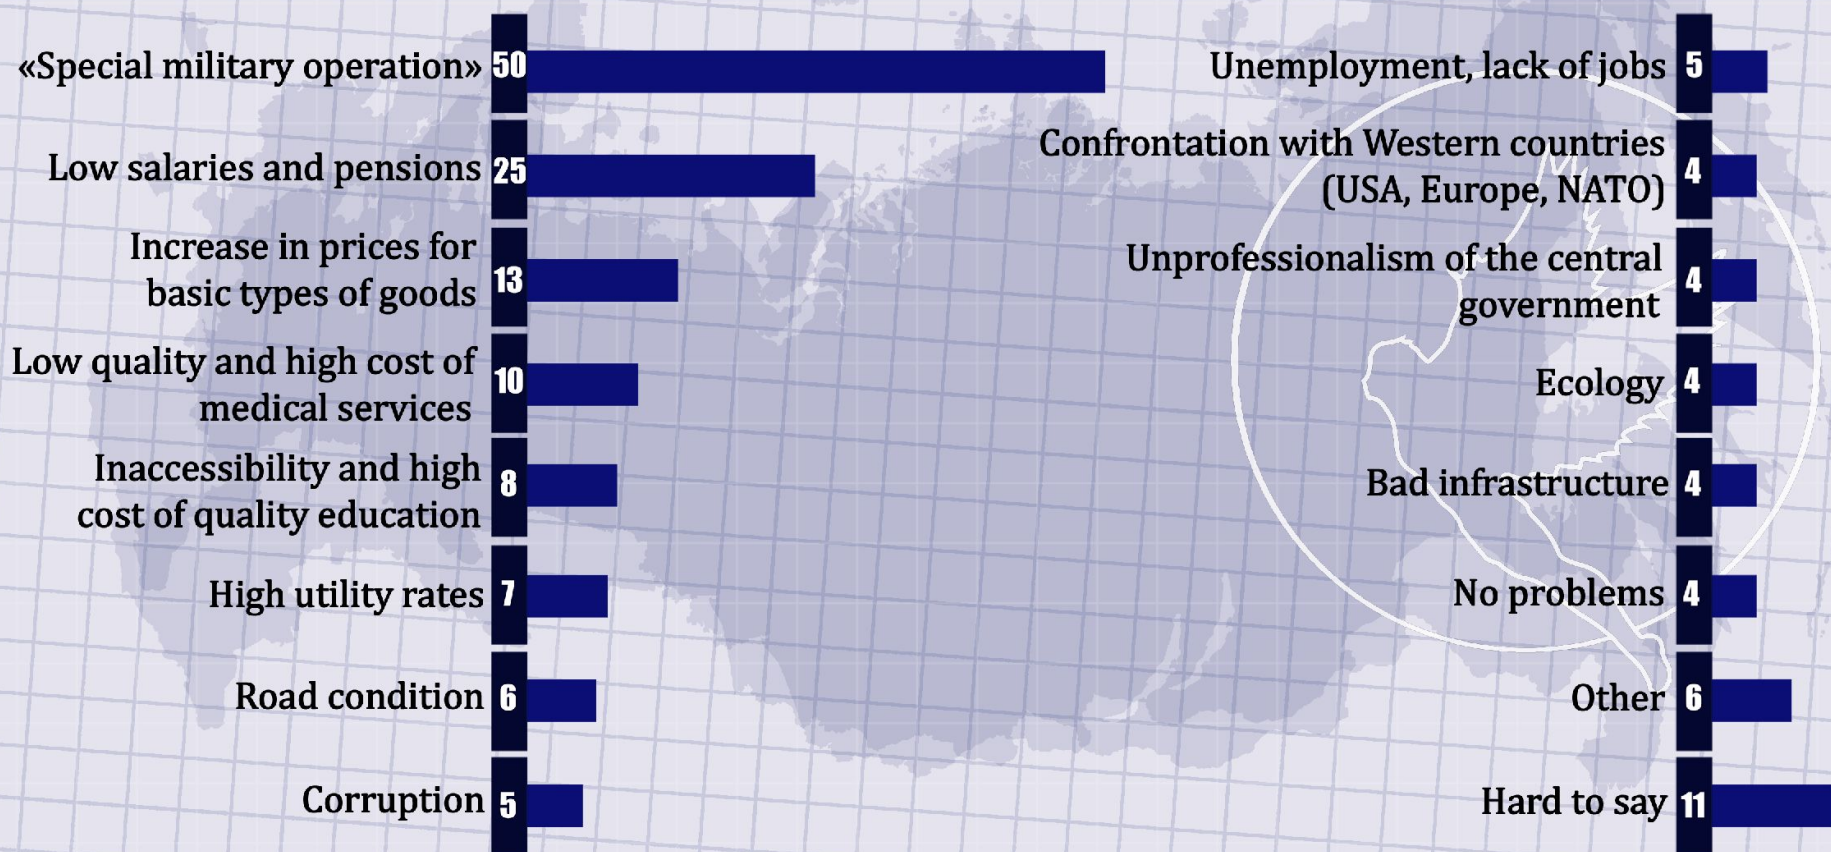 «Special military operation» 50
Low salaries and pensions 25
Increase in prices for
basic types of goods 13
Low quality and high cost of
medical services 10
Inaccessibility and high
cost of quality education 8
High utility rates 7
Road condition 6
Corruption 5
Unemployment, lack of jobs 5
Confrontation with Western countries
(USA, Europe, NATO) 4
Unprofessionalism of the central
government 4
Ecology 4
Bad infrastructure 4
No problems 4
Other 6
Hard to say 11